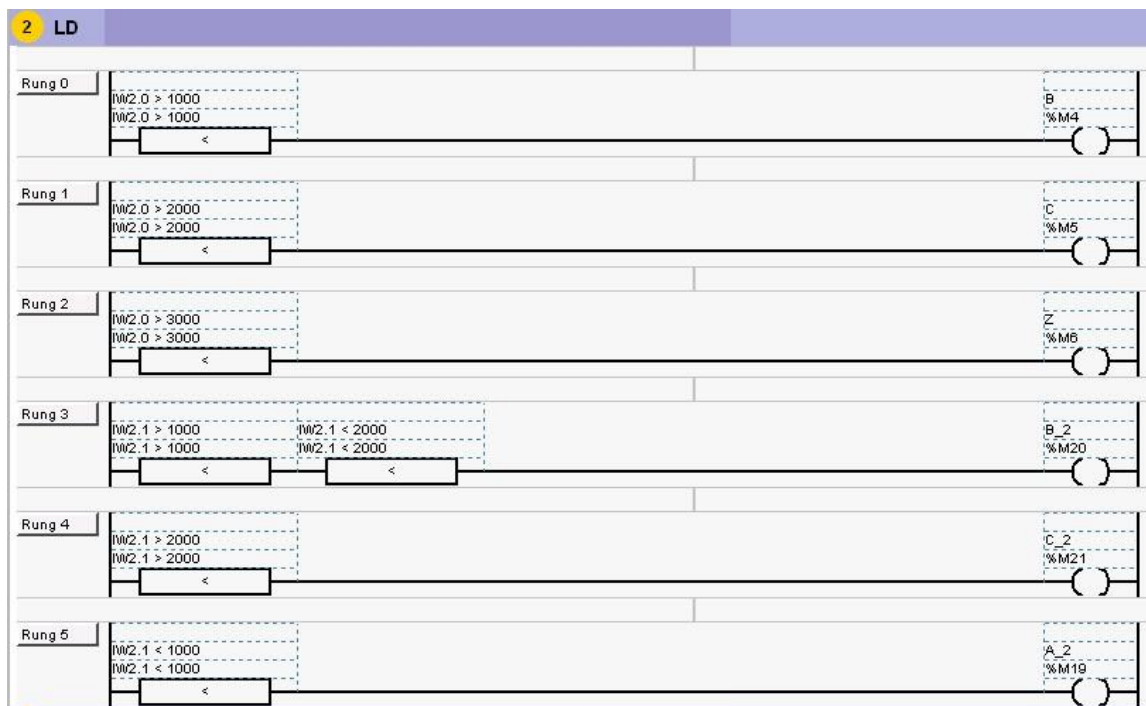 2 LD
Rung 0
IW2.0 > 1000
IW2.0 > 1000
<
B
%M4
Rung 1
IW2.0 > 2000
IW2.0 > 2000
<
C
%M5
Rung 2
IW2.0 > 3000
IW2.0 > 3000
<
Z
%M6
Rung 3
IW2.1 > 1000
IW2.1 > 1000
<
IW2.1 < 2000
IW2.1 < 2000
<
B_2
%M20
Rung 4
IW2.1 > 2000
IW2.1 > 2000
<
C_2
%M21
Rung 5
IW2.1 < 1000
IW2.1 < 1000
<
A_2
%M19